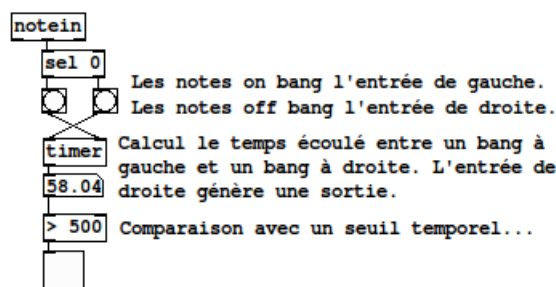 notein
sel 0
Les notes on bang l'entrée de gauche.
Les notes off bang l'entrée de droite.
timer
Calcul le temps écoulé entre un bang à
gauche et un bang à droite. L'entrée de
droite génère une sortie.
58.04
> 500
Comparaison avec un seuil temporel...